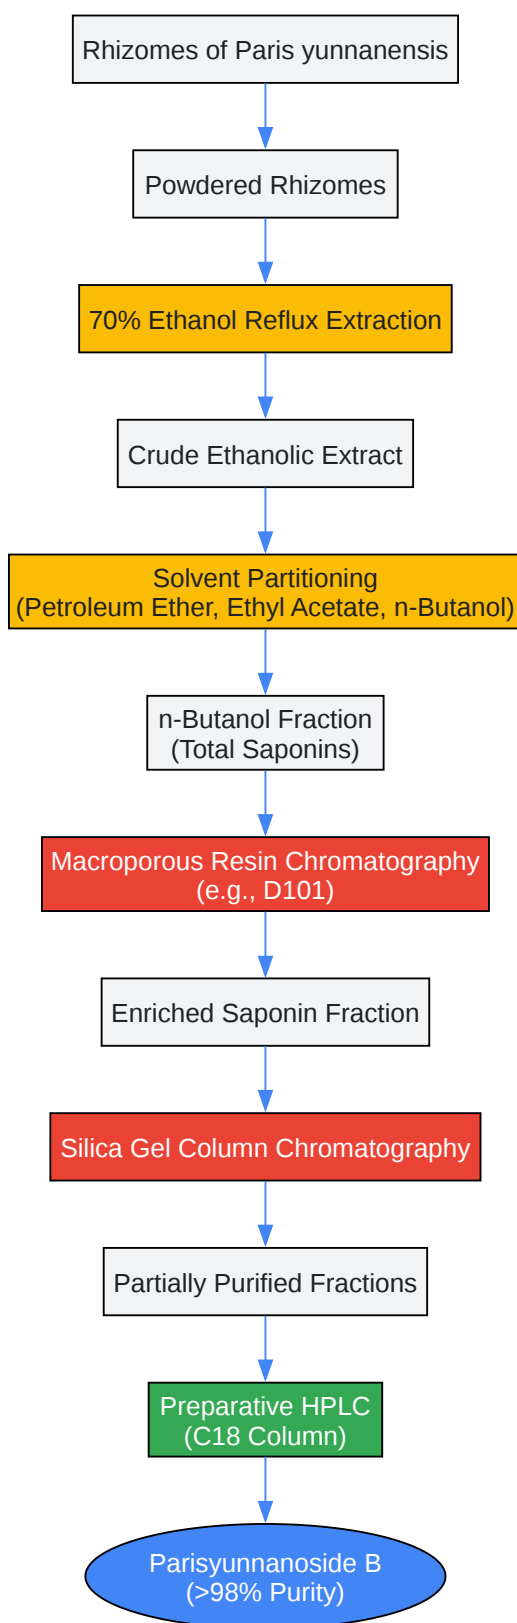 Rhizomes of Paris yunnanensis
Powdered Rhizomes
70% Ethanol Reflux Extraction
Crude Ethanolic Extract
Solvent Partitioning
(Petroleum Ether, Ethyl Acetate, n-Butanol)
n-Butanol Fraction
(Total Saponins)
Macroporous Resin Chromatography
(e.g., D101)
Enriched Saponin Fraction
Silica Gel Column Chromatography
Partially Purified Fractions
Preparative HPLC
(C18 Column)
Parisyunnanoside B
(>98% Purity)